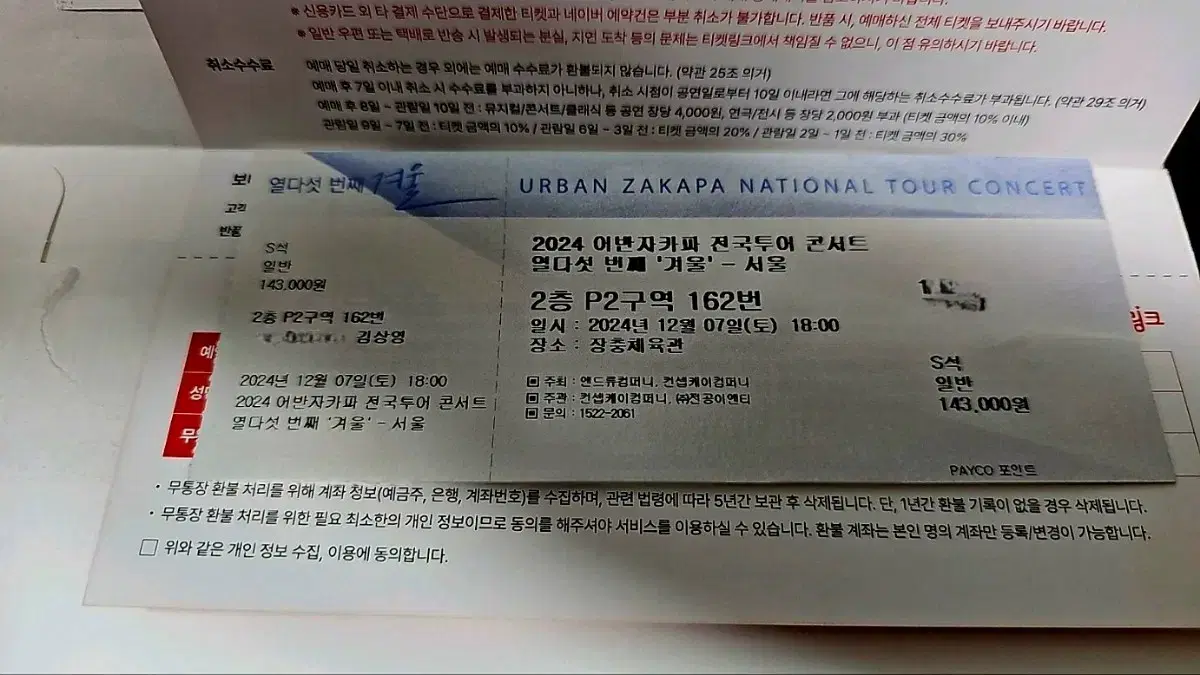 ※ 신용카드 외 타 결제 수단으로 결제한 티켓과 네이버 예약건은 부분 취소가 불가합니다. 반품 시, 예매하신 전체 티켓을 보내주시기 바랍니다.
※ 일반 우편 또는 택배로 반송 시 발생되는 분실, 지연 도착 등의 문제는 티켓링크에서 책임질 수 없으니, 이 점 유의하시기 바랍니다.
취소수수료
예매 당일 취소하는 경우 외에는 예매 수수료가 환불되지 않습니다. (약관 25조 의거)
예매 후 7일 이내 취소 시 수수료를 부과하지 아니하나, 취소 시점이 공연일로부터 10일 이내라면 그에 해당하는 취소수수료가 부과됩니다. (약관 29조 의거)
예매 후 8일 ~ 관람일 10일 전 : 뮤지컬/콘서트/클래식 등 공연 장당 4,000원, 연극/전시 등 장당 2,000원 부과 (티켓 금액의 10% 이내)
관람일 9일 ~ 7일 전 : 티켓 금액의 10% / 관람일 6일 ~ 3일 전 : 티켓 금액의 20% / 관람일 2일 ~ 1일 전 : 티켓 금액의 30%
열다섯 번째 겨울
URBAN ZAKAPA NATIONAL TOUR CONCERT
고객
반품
S석
일반
143,000원
2층 P2구역 162번
김상영
2024년 12월 07일(토) 18:00
2024 어반자카파 전국투어 콘서트
열다섯 번째 '겨울' - 서울
2024 어반자카파 전국투어 콘서트
열다섯 번째 '겨울' - 서울
2층 P2구역 162번
일시 : 2024년 12월 07일(토) 18:00
장소 : 장충체육관
▣ 주최 : 앤드류컴퍼니, 컨셉케이컴퍼니
▣ 주관 : 컨셉케이컴퍼니, ㈜전공이엔티
▣ 문의 : 1522-2061
S석
일반
143,000원
PAYCO 포인트
링크
예
무
· 무통장 환불 처리를 위해 계좌 정보(예금주, 은행, 계좌번호)를 수집하며, 관련 법령에 따라 5년간 보관 후 삭제됩니다. 단, 1년간 환불 기록이 없을 경우 삭제됩니다.
· 무통장 환불 처리를 위한 필요 최소한의 개인 정보이므로 동의를 해주셔야 서비스를 이용하실 수 있습니다. 환불 계좌는 본인 명의 계좌만 등록/변경이 가능합니다.
□ 위와 같은 개인 정보 수집, 이용에 동의합니다.